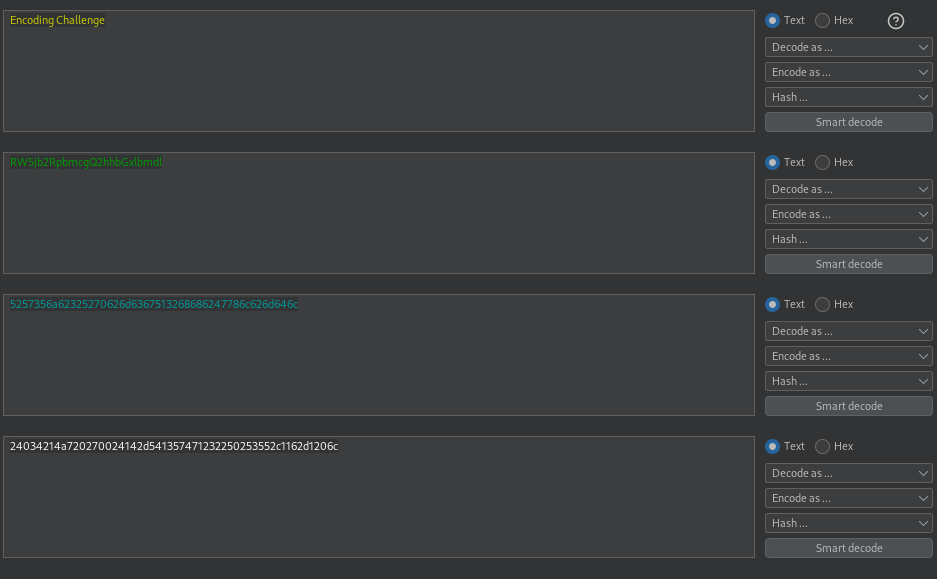 Encoding Challenge
Text Hex ?
Decode as ...
Encode as ...
Hash ...
Smart decode
RW5jb2RpbmcgQ2hhbGxlbmdl
Text Hex
Decode as ...
Encode as ...
Hash ...
Smart decode
5257356a62325270626d6367513268686247786c626d646c
Text Hex
Decode as ...
Encode as ...
Hash ...
Smart decode
24034214a720270024142d541357471232250253552c1162d1206c
Text Hex
Decode as ...
Encode as ...
Hash ...
Smart decode